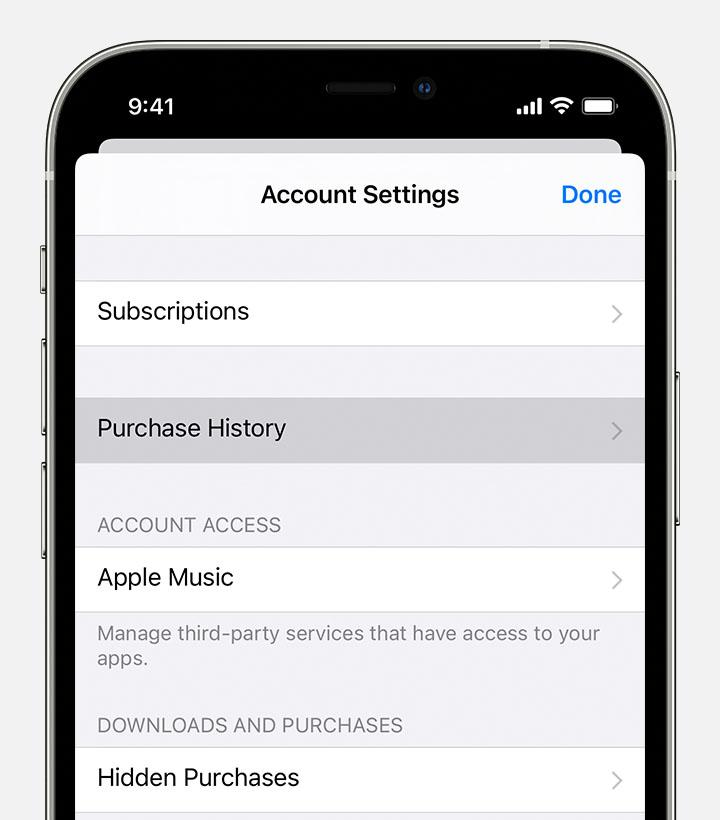 9:41
Account Settings
Done
Subscriptions
Purchase History
ACCOUNT ACCESS
Apple Music
Manage third-party services that have access to your
apps.
DOWNLOADS AND PURCHASES
Hidden Purchases